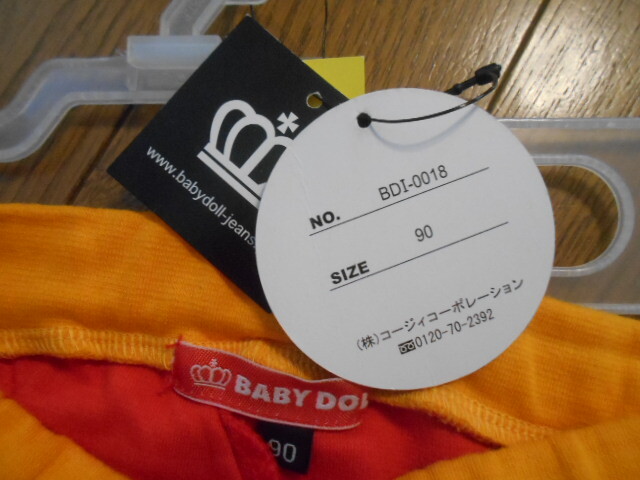 www.babydoll-jeans.
NO. BDI-0018
SIZE 90
(株)コージィコーポレーション
0120-70-2392
BABY DOL
90